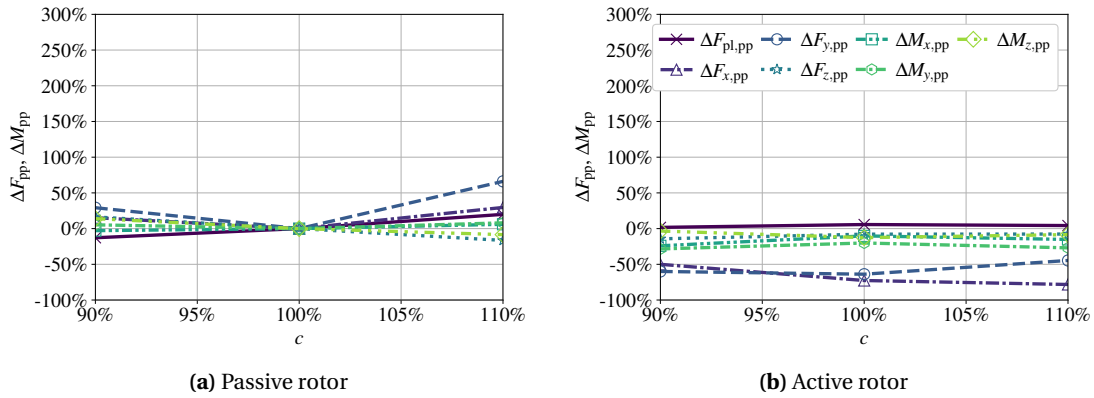 300%
250%
200%
150%
100%
50%
0%
-50%
-100%
ΔF_pp, ΔM_pp
90% 95% 100% 105% 110%
c
(a) Passive rotor
300%
250%
200%
150%
100%
50%
0%
-50%
-100%
ΔF_pp, ΔM_pp
ΔF_pl,pp ΔF_y,pp ΔM_x,pp ΔM_z,pp
ΔF_x,pp ΔF_z,pp ΔM_y,pp
90% 95% 100% 105% 110%
c
(b) Active rotor